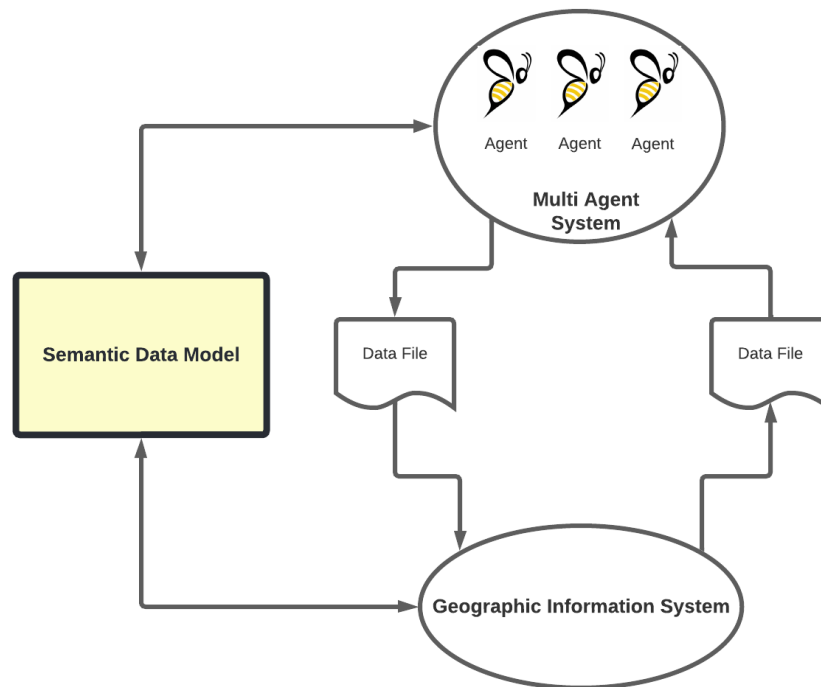 Agent
Agent
Agent
Multi Agent
System
Semantic Data Model
Data File
Data File
Geographic Information System